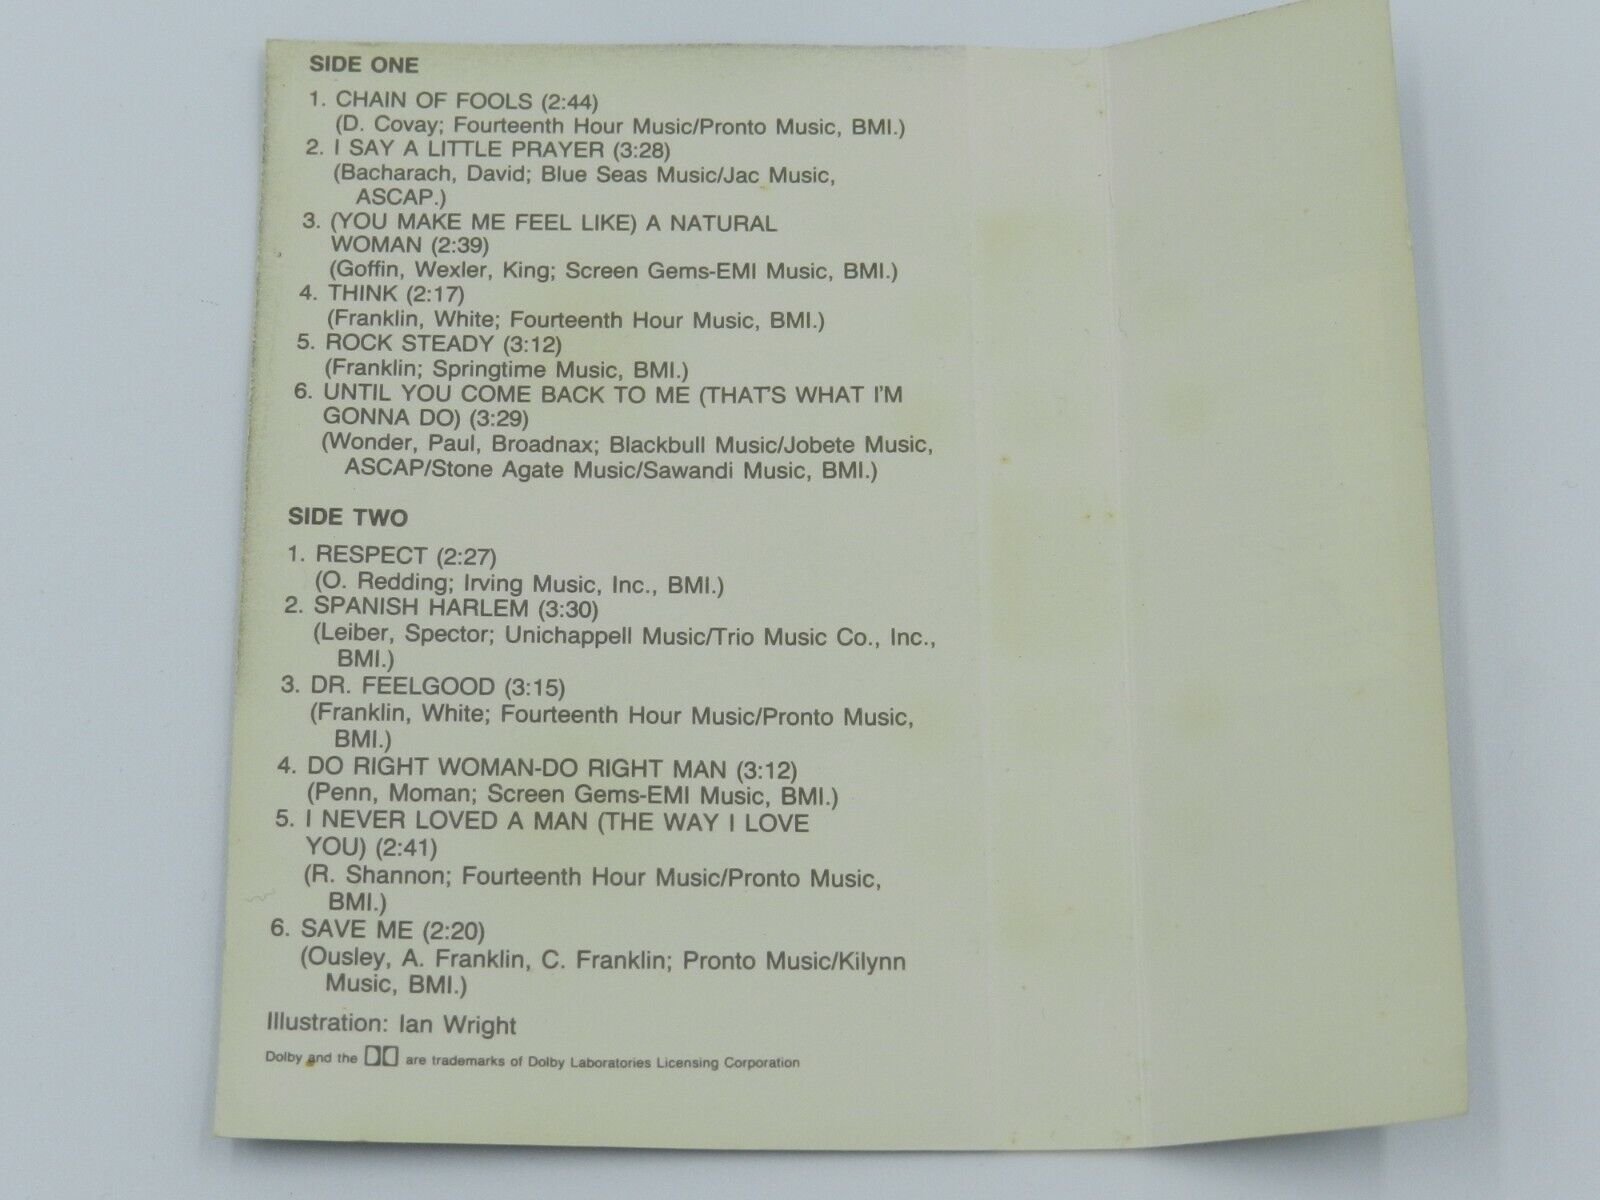 SIDE ONE
1. CHAIN OF FOOLS (2:44)
(D. Covay; Fourteenth Hour Music/Pronto Music, BMI.)
2. I SAY A LITTLE PRAYER (3:28)
(Bacharach, David; Blue Seas Music/Jac Music,
ASCAP.)
3. (YOU MAKE ME FEEL LIKE) A NATURAL
WOMAN (2:39)
(Goffin, Wexler, King; Screen Gems-EMI Music, BMI.)
4. THINK (2:17)
(Franklin, White; Fourteenth Hour Music, BMI.)
5. ROCK STEADY (3:12)
(Franklin; Springtime Music, BMI.)
6. UNTIL YOU COME BACK TO ME (THAT'S WHAT I'M
GONNA DO) (3:29)
(Wonder, Paul, Broadnax; Blackbull Music/Jobete Music,
ASCAP/Stone Agate Music/Sawandi Music, BMI.)
SIDE TWO
1. RESPECT (2:27)
(O. Redding; Irving Music, Inc., BMI.)
2. SPANISH HARLEM (3:30)
(Leiber, Spector; Unichappell Music/Trio Music Co., Inc.,
BMI.)
3. DR. FEELGOOD (3:15)
(Franklin, White; Fourteenth Hour Music/Pronto Music,
BMI.)
4. DO RIGHT WOMAN-DO RIGHT MAN (3:12)
(Penn, Moman; Screen Gems-EMI Music, BMI.)
5. I NEVER LOVED A MAN (THE WAY I LOVE
YOU) (2:41)
(R. Shannon; Fourteenth Hour Music/Pronto Music,
BMI.)
6. SAVE ME (2:20)
(Ousley, A. Franklin, C. Franklin; Pronto Music/Kilynn
Music, BMI.)
Illustration: Ian Wright
Dolby and the are trademarks of Dolby Laboratories Licensing Corporation